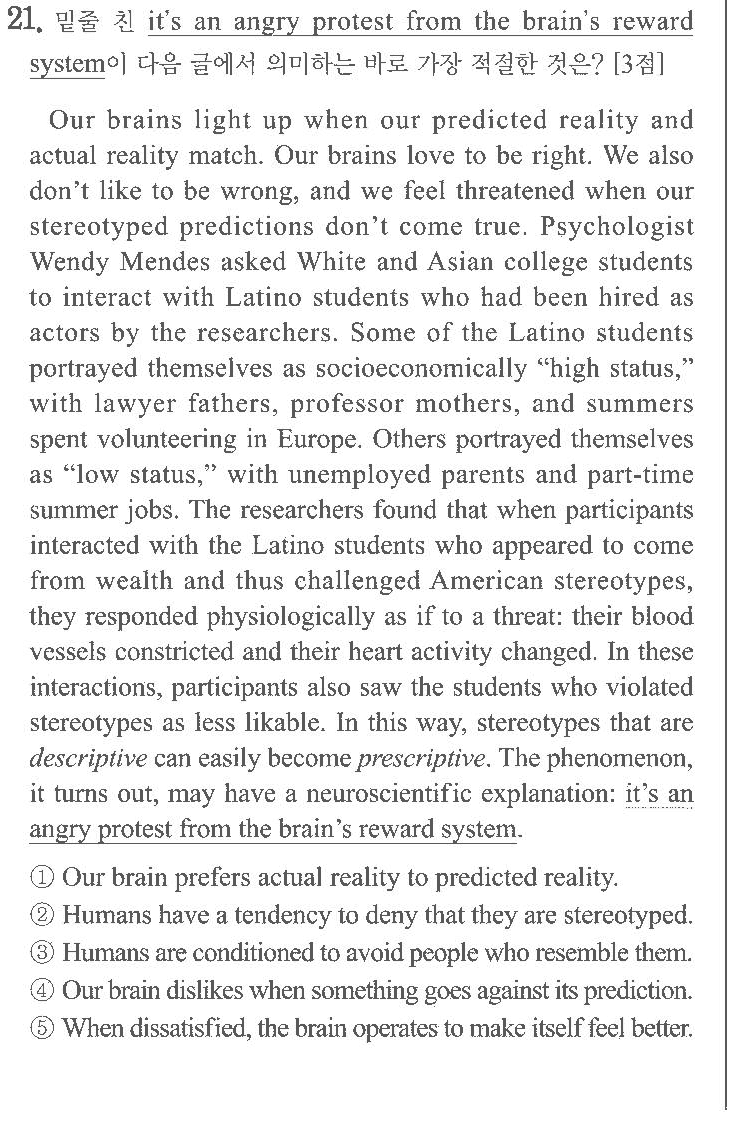 21. 밑줄 친 it's an angry protest from the brain's reward
system이 다음 글에서 의미하는 바로 가장 적절한 것은? [3점]
Our brains light up when our predicted reality and
actual reality match. Our brains love to be right. We also
don't like to be wrong, and we feel threatened when our
stereotyped predictions don't come true. Psychologist
Wendy Mendes asked White and Asian college students
to interact with Latino students who had been hired as
actors by the researchers. Some of the Latino students
portrayed themselves as socioeconomically “high status,”
with lawyer fathers, professor mothers, and summers
spent volunteering in Europe. Others portrayed themselves
as “low status,” with unemployed parents and part-time
summer jobs. The researchers found that when participants
interacted with the Latino students who appeared to come
from wealth and thus challenged American stereotypes,
they responded physiologically as if to a threat: their blood
vessels constricted and their heart activity changed. In these
interactions, participants also saw the students who violated
stereotypes as less likable. In this way, stereotypes that are
descriptive can easily become prescriptive. The phenomenon,
it turns out, may have a neuroscientific explanation: it's an
angry protest from the brain's reward system.
① Our brain prefers actual reality to predicted reality.
② Humans have a tendency to deny that they are stereotyped.
③ Humans are conditioned to avoid people who resemble them.
④ Our brain dislikes when something goes against its prediction.
⑤ When dissatisfied, the brain operates to make itself feel better.